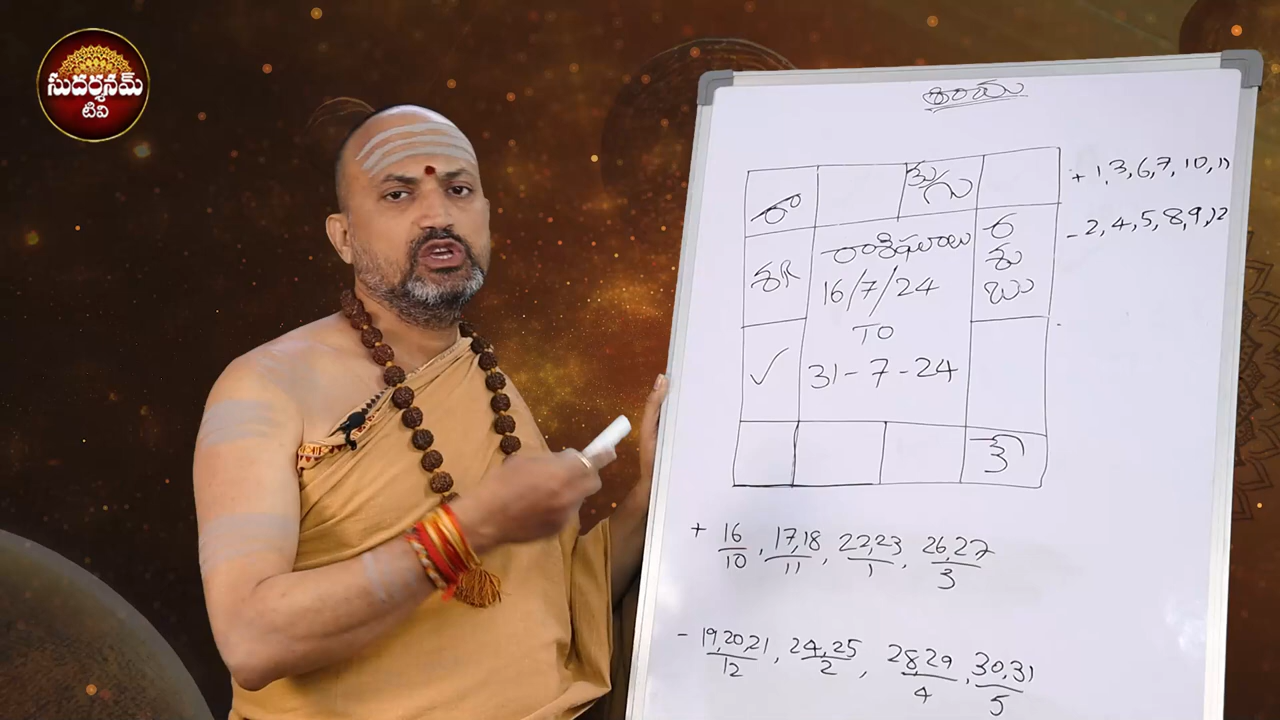 సుదర్శనమ్
టివి
శ్రీరామ
+ 1,3,6,7,10,11
- 2,4,5,8,9,12
రా
కు/గు
ర
శు
బు
శని
రాశిఫలాలు
16/7/24
TO
31-7-24
✓
కే
+ 16/10, 17,18/11, 22,23/1, 26,27/3
- 19,20,21/12, 24,25/2, 28,29/4, 30,31/5